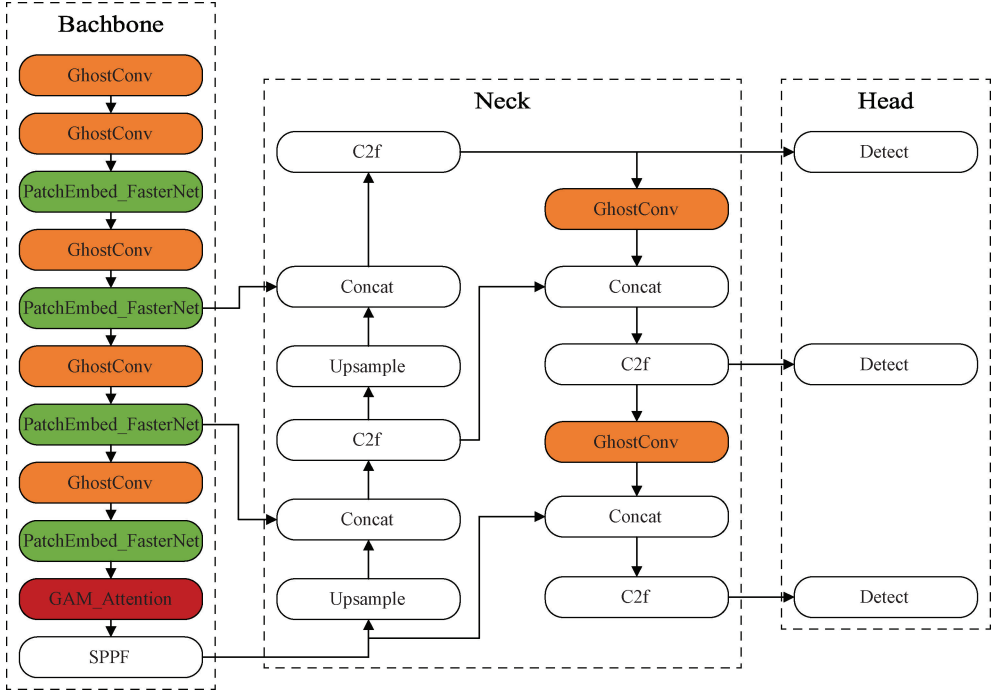 Bachbone
GhostConv
GhostConv
PatchEmbed_FasterNet
GhostConv
PatchEmbed_FasterNet
GhostConv
PatchEmbed_FasterNet
GhostConv
PatchEmbed_FasterNet
GAM_Attention
SPPF
Neck
C2f
Concat
Upsample
C2f
Concat
Upsample
GhostConv
Concat
C2f
GhostConv
Concat
C2f
Head
Detect
Detect
Detect